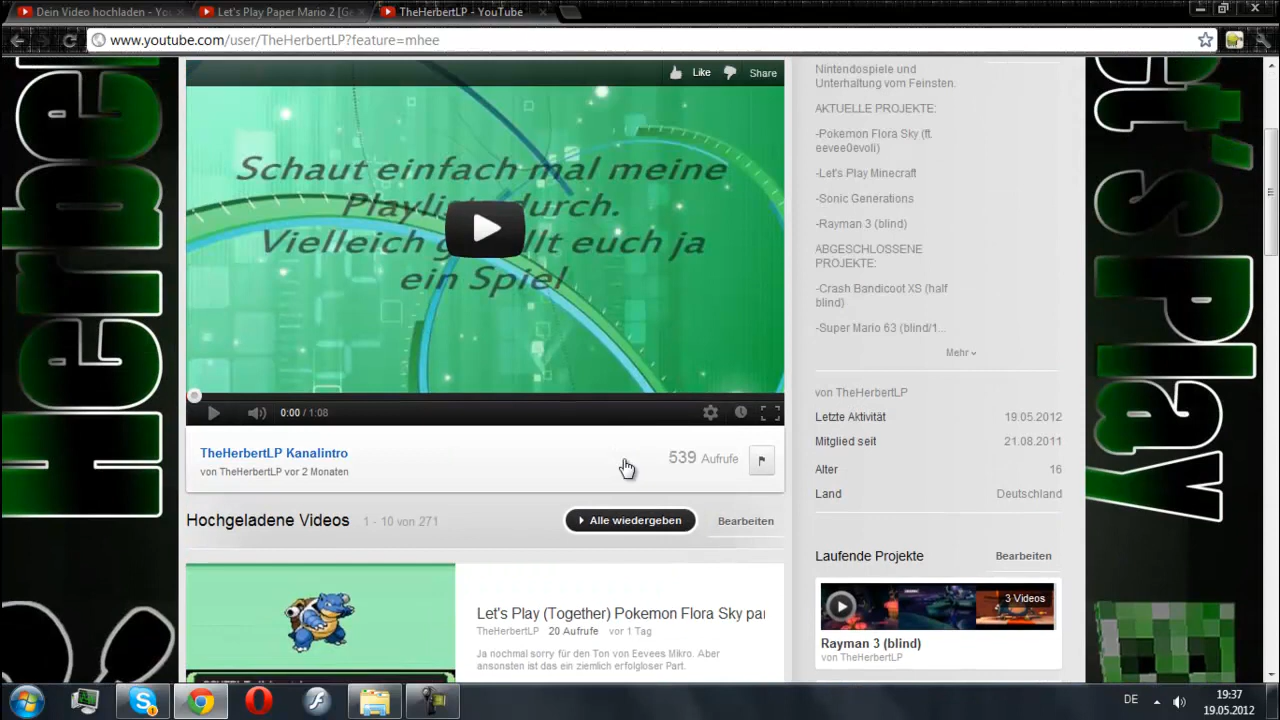 Dein Video hochladen - Yo
Let's Play Paper Mario 2 [Ge
TheHerbertLP - YouTube
www.youtube.com/user/TheHerbertLP?feature=mhee
Like
Share
Schaut einfach mal meine
durch.
ein Spiel
0:00 / 1:08
TheHerbertLP Kanalintro
von TheHerbertLP vor 2 Monaten
539 Aufrufe
Hochgeladene Videos
1 - 10 von 271
Alle wiedergeben
Bearbeiten
Let's Play (Together) Pokemon Flora Sky par
TheHerbertLP 20 Aufrufe vor 1 Tag
Ja nochmal sorry für den Ton von Eevees Mikro. Aber
ansonsten ist das ein ziemlich erfolgloser Part.
Nintendospiele und
Unterhaltung vom Feinsten.
AKTUELLE PROJEKTE:
-Pokemon Flora Sky (ft.
eevee0evoli)
-Let's Play Minecraft
-Sonic Generations
-Rayman 3 (blind)
ABGESCHLOSSENE
PROJEKTE:
-Crash Bandicoot XS (half
blind)
-Super Mario 63 (blind/1...
Mehr
von TheHerbertLP
Letzte Aktivität 19.05.2012
Mitglied seit 21.08.2011
Alter 16
Land Deutschland
Laufende Projekte
Bearbeiten
3 Videos
Rayman 3 (blind)
von TheHerbertLP
Herbert
Let's Play
DE
19:37
19.05.2012